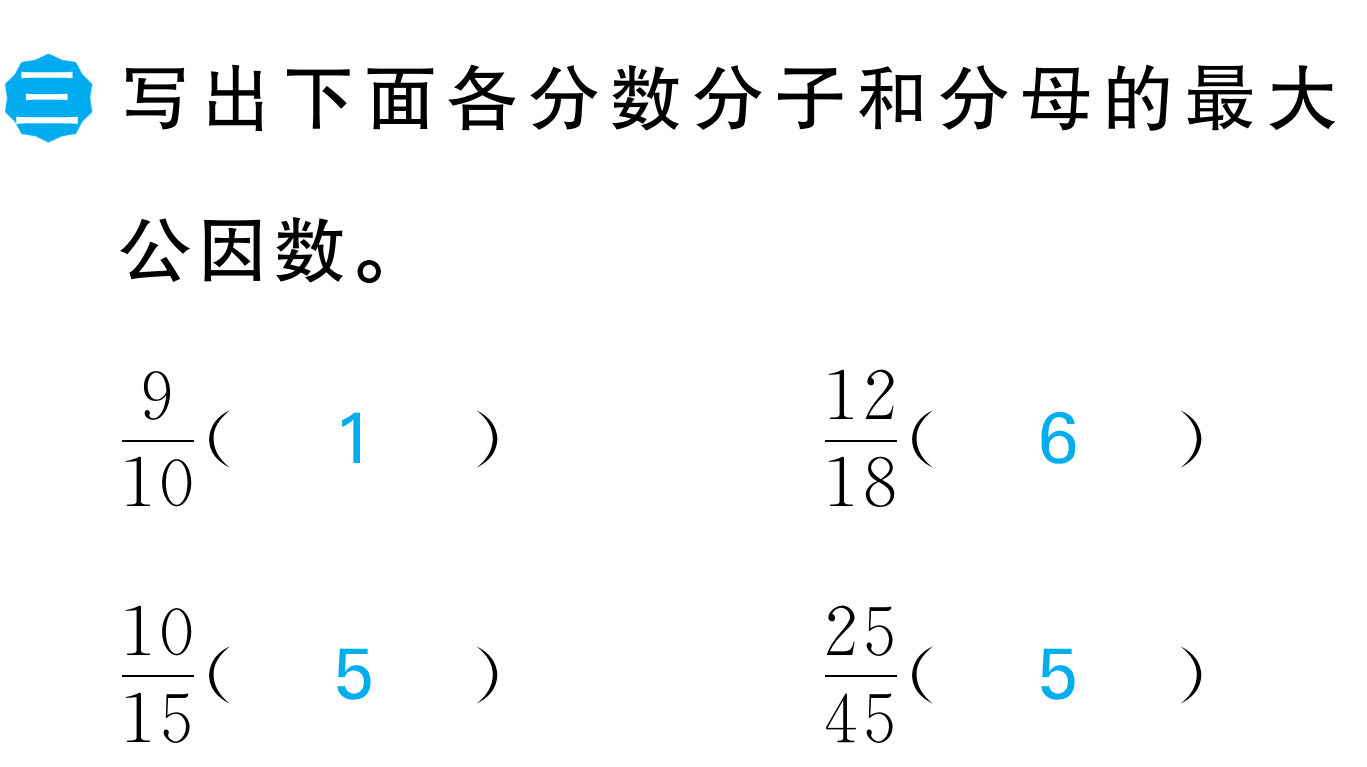 三 写出下面各分数分子和分母的最大
公因数。
9/10( 1 ) 12/18( 6 )
10/15( 5 ) 25/45( 5 )